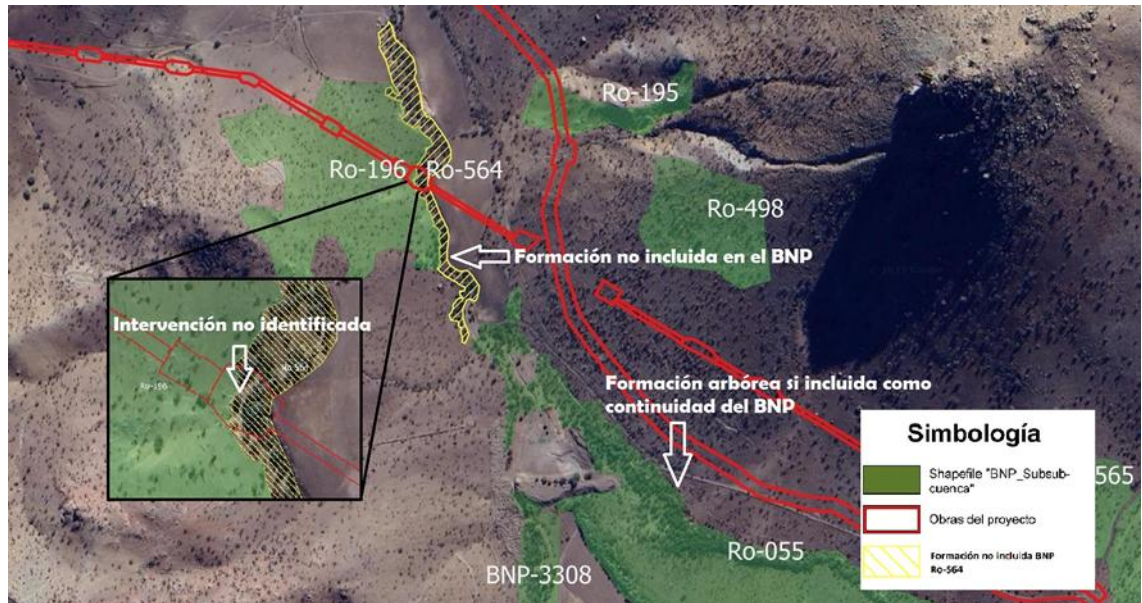 Ro-195
Ro-196
Ro-564
Ro-498
Formación no incluida en el BNP
Intervención no identificada
Ro-196
Formación arbórea si incluida como
continuidad del BNP
Ro-055
BNP-3308
565
Simbología
Shapefile "BNP_Subsub-
cuenca"
Obras del proyecto
Formación no incluida BNP
Ro-564